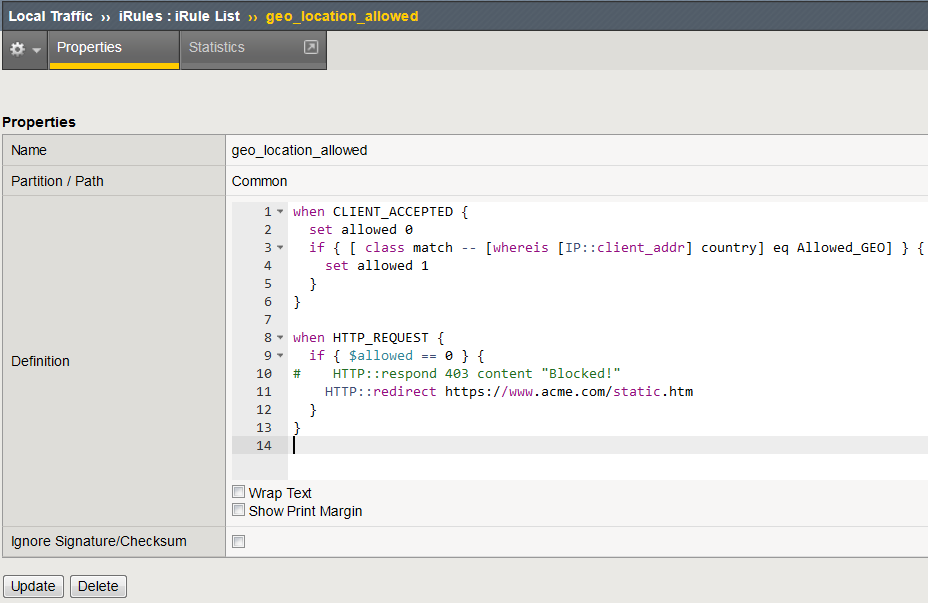 Local Traffic ›› iRules : iRule List ›› geo_location_allowed
Properties
Statistics
Properties
Name
geo_location_allowed
Partition / Path
Common
Definition
1 when CLIENT_ACCEPTED {
2   set allowed 0
3   if { [ class match -- [whereis [IP::client_addr] country] eq Allowed_GEO] } {
4     set allowed 1
5   }
6 }
7
8 when HTTP_REQUEST {
9   if { $allowed == 0 } {
10 #    HTTP::respond 403 content "Blocked!"
11     HTTP::redirect https://www.acme.com/static.htm
12   }
13 }
14
Wrap Text
Show Print Margin
Ignore Signature/Checksum
Update Delete